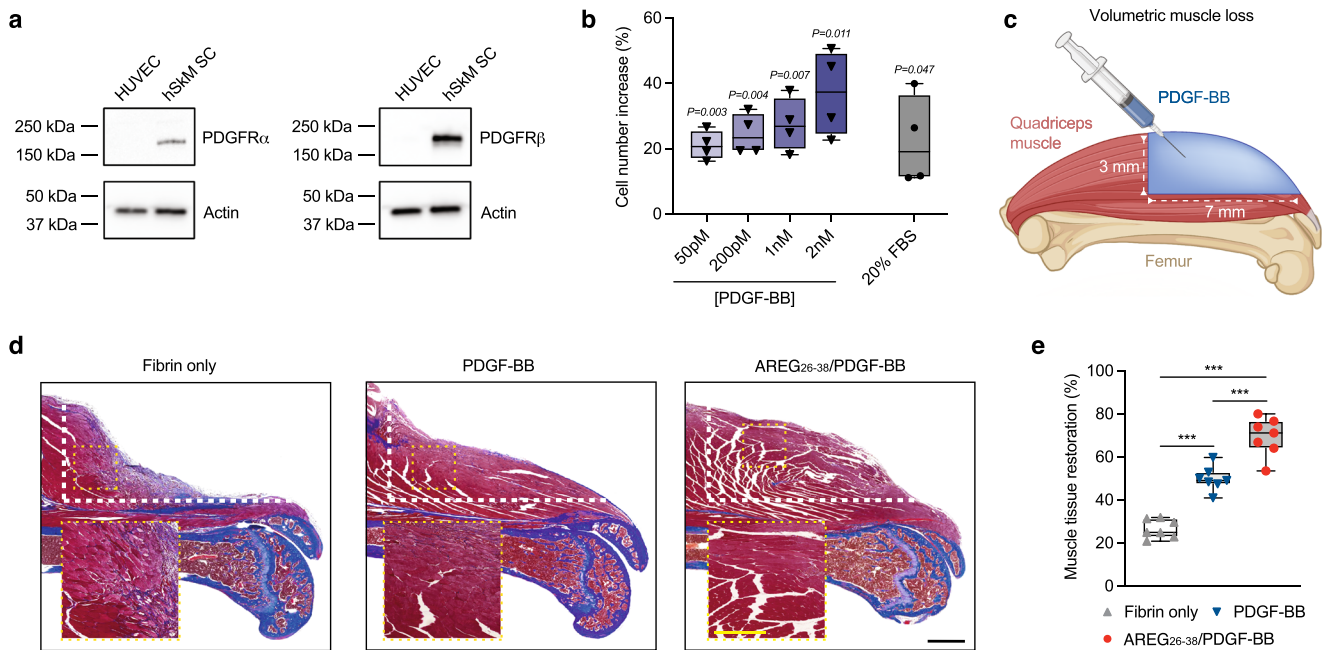 a
HUVEC
hSkM SC
250 kDa
150 kDa
PDGFRα
50 kDa
37 kDa
Actin
HUVEC
hSkM SC
250 kDa
150 kDa
PDGFRβ
50 kDa
37 kDa
Actin
b
Cell number increase (%)
60
40
20
0
P=0.003
P=0.004
P=0.007
P=0.011
P=0.047
50pM
200pM
1nM
2nM
20% FBS
[PDGF-BB]
c
Volumetric muscle loss
PDGF-BB
Quadriceps
muscle
3 mm
7 mm
Femur
d
Fibrin only
PDGF-BB
AREG26-38/PDGF-BB
e
Muscle tissue restoration (%)
100
80
60
40
20
0
***
***
***
Fibrin only
PDGF-BB
AREG26-38/PDGF-BB